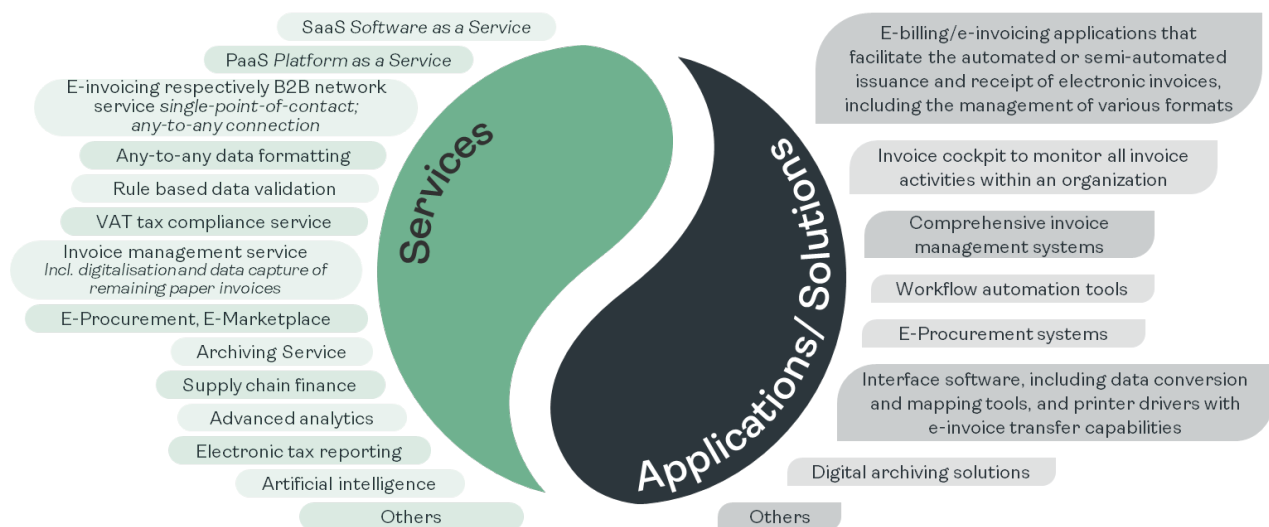 SaaS Software as a Service
PaaS Platform as a Service
E-invoicing respectively B2B network
service single-point-of-contact;
any-to-any connection
Any-to-any data formatting
Rule based data validation
VAT tax compliance service
Invoice management service
Incl. digitalisation and data capture of
remaining paper invoices
E-Procurement, E-Marketplace
Archiving Service
Supply chain finance
Advanced analytics
Electronic tax reporting
Artificial intelligence
Others
Services
Applications/ Solutions
E-billing/e-invoicing applications that
facilitate the automated or semi-automated
issuance and receipt of electronic invoices,
including the management of various formats
Invoice cockpit to monitor all invoice
activities within an organization
Comprehensive invoice
management systems
Workflow automation tools
E-Procurement systems
Interface software, including data conversion
and mapping tools, and printer drivers with
e-invoice transfer capabilities
Digital archiving solutions
Others